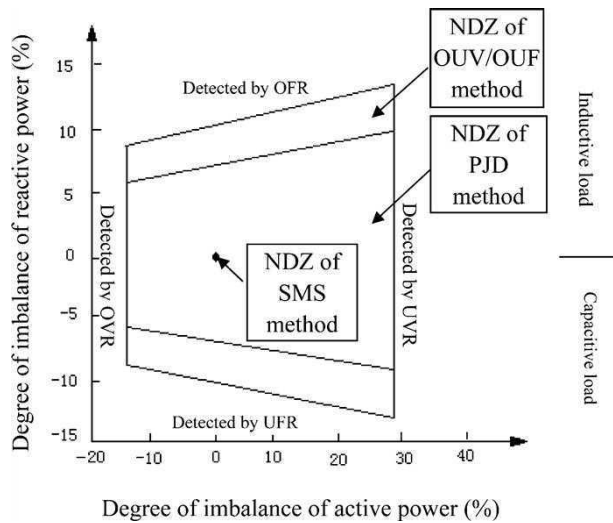 Degree of imbalance of reactive power (%)
15
10
5
0
-5
-10
-15
-20
-10
0
10
20
30
40
Degree of imbalance of active power (%)
Detected by OFR
Detected by OVR
Detected by UVR
Detected by UFR
NDZ of
OUV/OUF
method
NDZ of
PJD
method
NDZ of
SMS
method
Inductive load
Capacitive load